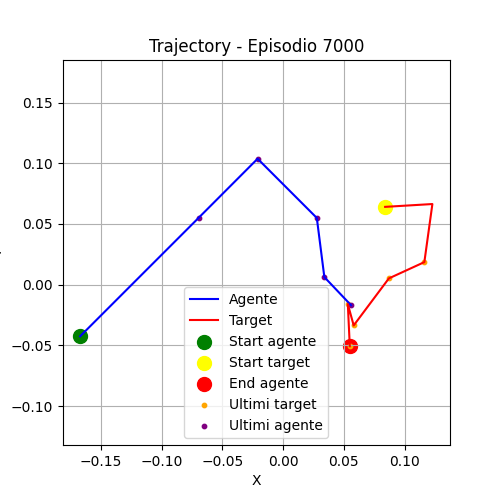 Trajectory - Episodio 7000
0.15
0.10
0.05
0.00
−0.05
−0.10
Agente
Target
Start agente
Start target
End agente
Ultimi target
Ultimi agente
−0.15
−0.10
−0.05
0.00
0.05
0.10
X